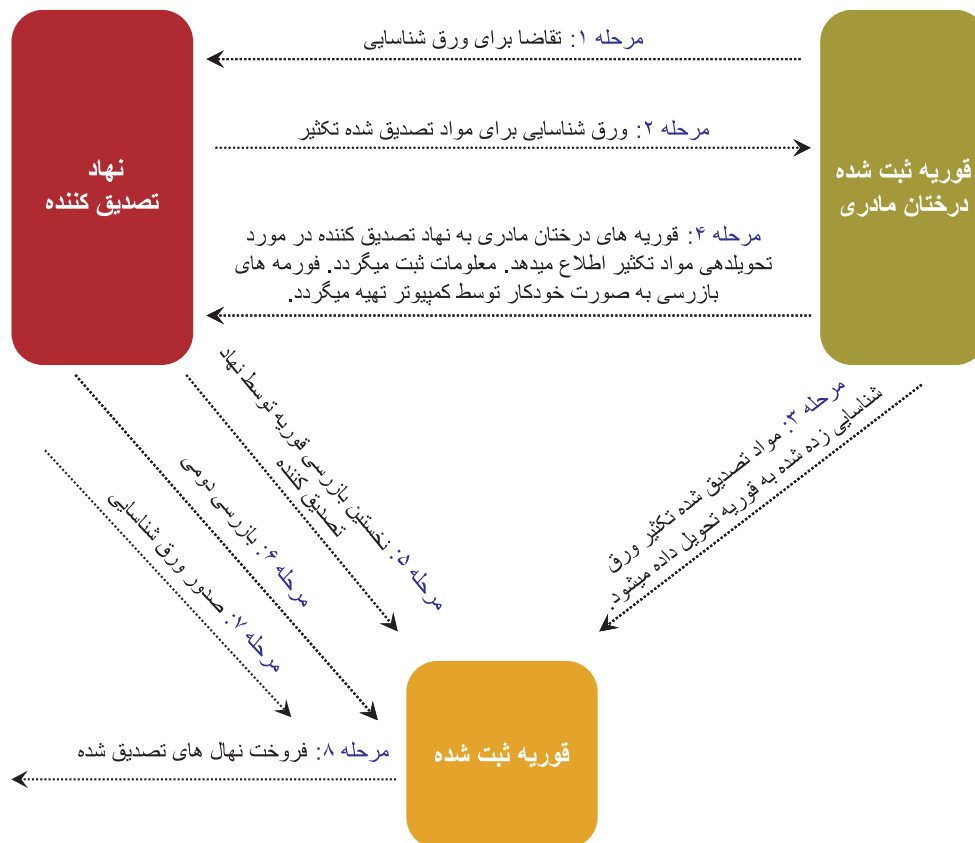 مرحله ۱: تقاضا برای ورق شناسایی
مرحله ۲: ورق شناسایی برای مواد تصدیق شده تکثیر
نهاد
تصدیق کننده
قوریه ثبت شده
درختان مادری
مرحله ۴: قوریه های درختان مادری به نهاد تصدیق کننده در مورد
تحویلدهی مواد تکثیر اطلاع میدهد. معلومات ثبت میگردد. فورمه های
بازرسی به صورت خودکار توسط کمپیوتر تهیه میگردد.
مرحله ۳: مواد تصدیق شده تکثیر ورق
شناسایی زده شده به قوریه تحویل داده میشود.
مرحله ۵: نخستین بازرسی قوریه توسط نهاد
تصدیق کننده
مرحله ۶: بازرسی دومی
مرحله ۷: صدور ورق شناسایی
قوریه ثبت شده
مرحله ۸: فروخت نهال های تصدیق شده